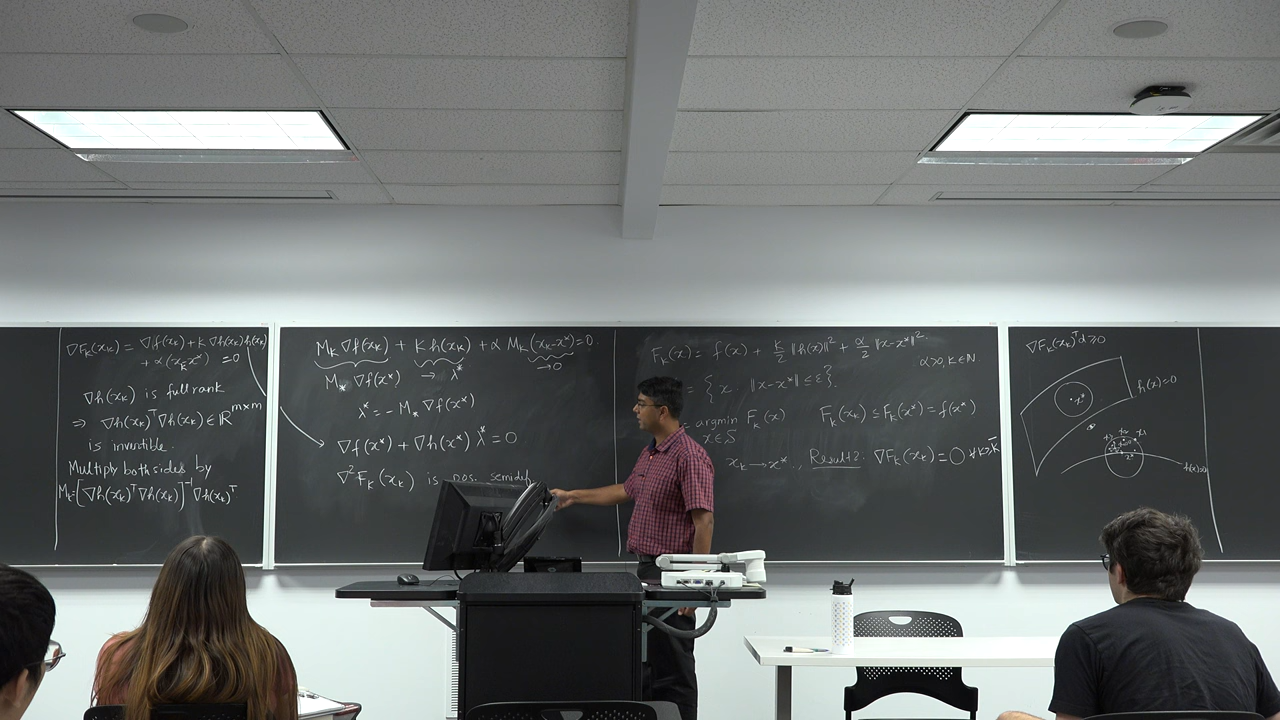 ∇F_k(x_k) = ∇f(x_k) + k ∇h(x_k) h(x_k)
+ α(x_k - x*) = 0
∇h(x_k) is full rank
⇒ ∇h(x_k)ᵀ∇h(x_k) ∈ ℝ^{m×m}
is invertible.
Multiply both sides by
M_k = [∇h(x_k)ᵀ∇h(x_k)]⁻¹ ∇h(x_k)ᵀ
M_k ∇f(x_k) + k h(x_k) + α M_k (x_k - x*) = 0.
M_* ∇f(x*) → λ* → 0
λ* = -M_* ∇f(x*)
∇f(x*) + ∇h(x*) λ* = 0
∇²F_k(x_k) is pos. semidef
F_k(x) = f(x) + k/2 ‖h(x)‖² + α/2 ‖x-x*‖².
α>0, k∈N.
= { x, ‖x-x*‖ ≤ ε }.
= argmin F_k(x) F_k(x_k) ≤ F_k(x*) = f(x*)
x∈S
x_k → x*., Result 2: ∇F_k(x_k) = 0 ∀ k≥k̄
∇F_k(x_k)ᵀd ≥ 0
h(x)=0
x*
x*
h(x)=0